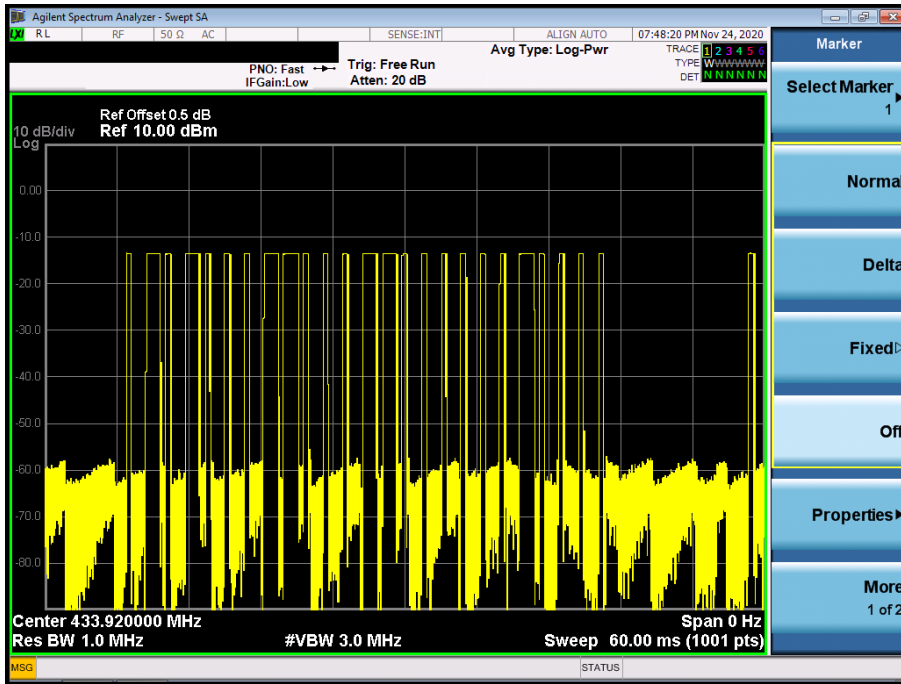 Agilent Spectrum Analyzer - Swept SA
LXI RL RF 50 Ω AC SENSE:INT ALIGN AUTO 07:48:20 PM Nov 24, 2020
PNO: Fast
IFGain:Low
Trig: Free Run
Atten: 20 dB
Avg Type: Log-Pwr
TRACE 1 2 3 4 5 6
TYPE WWWWWW
DET N N N N N N
Marker
Select Marker
1
Normal
Delta
Fixed
Off
Properties
More
1 of 2
Ref Offset 0.5 dB
10 dB/div Ref 10.00 dBm
Log
0.00
-10.0
-20.0
-30.0
-40.0
-50.0
-60.0
-70.0
-80.0
Center 433.920000 MHz Span 0 Hz
Res BW 1.0 MHz #VBW 3.0 MHz Sweep 60.00 ms (1001 pts)
MSG STATUS